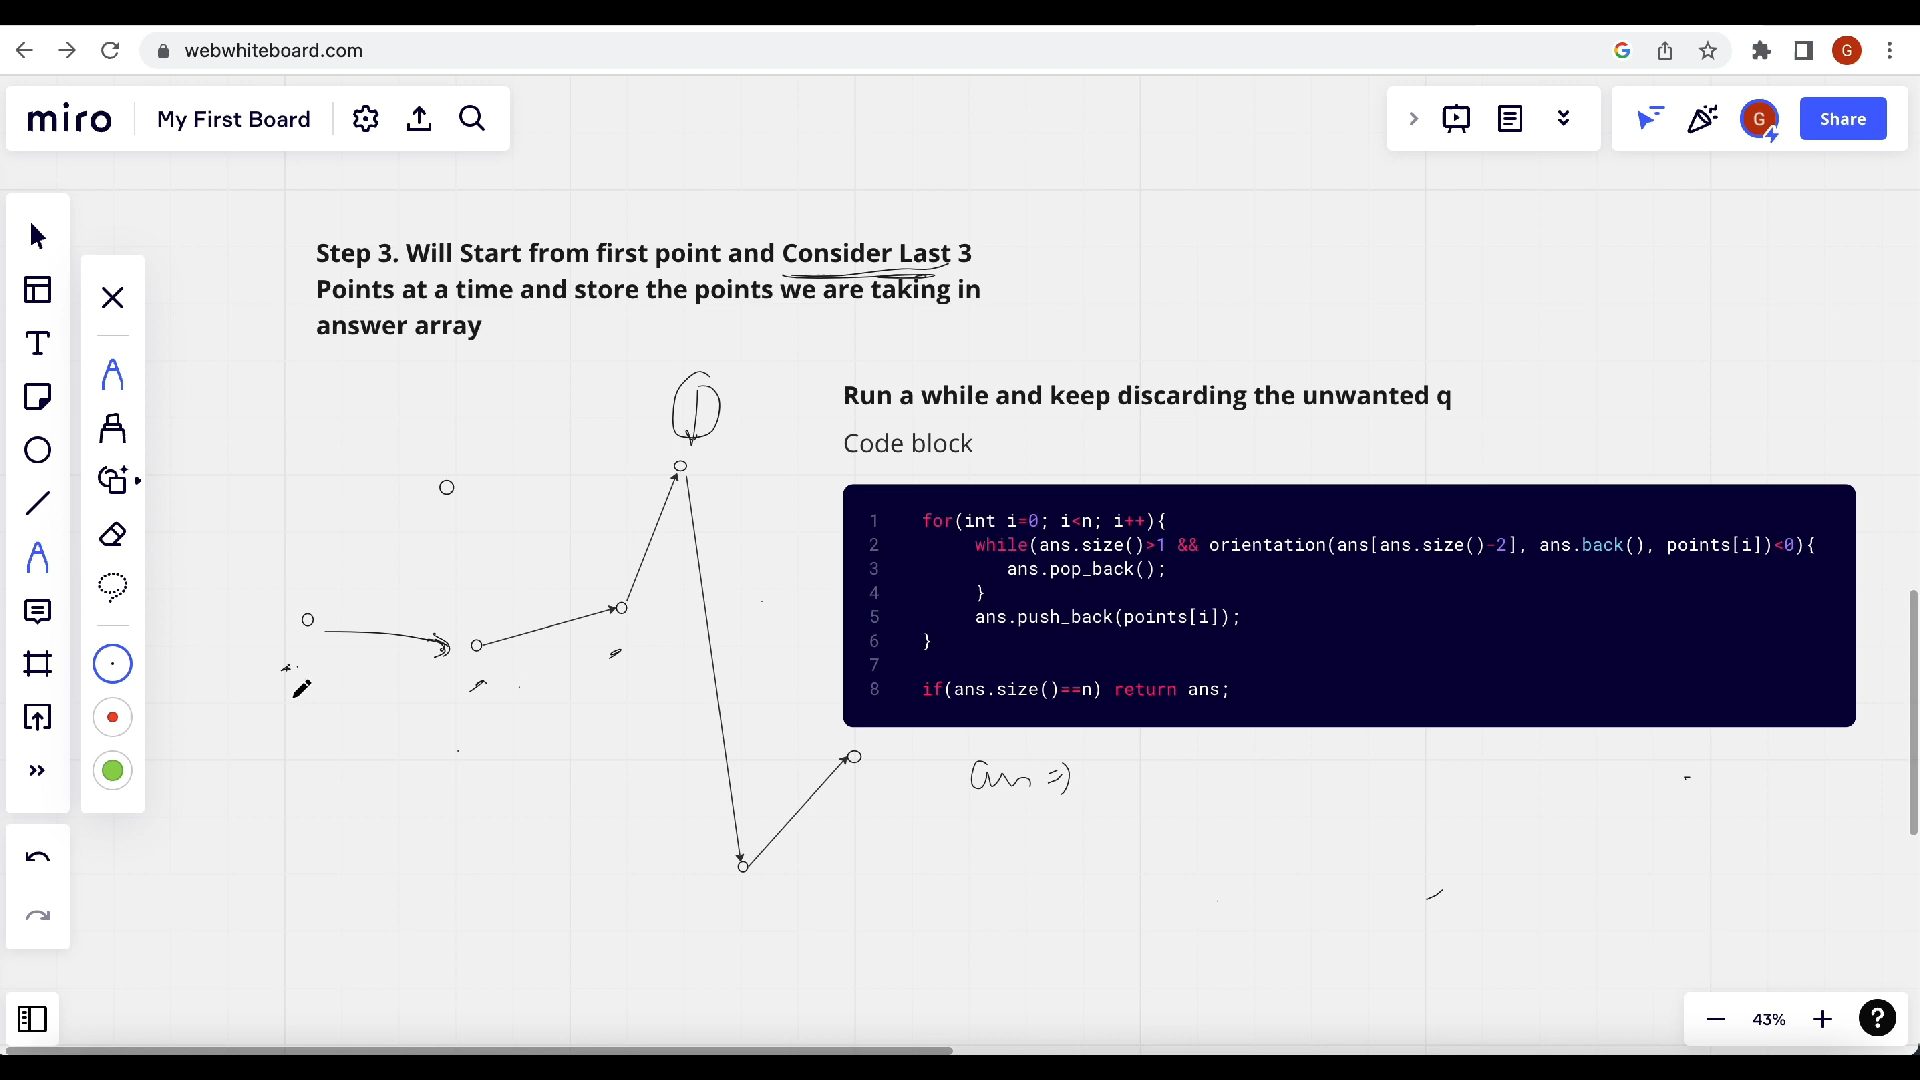 webwhiteboard.com
G
miro
My First Board
G
Share
Step 3. Will Start from first point and Consider Last 3
Points at a time and store the points we are taking in
answer array
Run a while and keep discarding the unwanted q
Code block
1 for(int i=0; i<n; i++){
2 while(ans.size()>1 && orientation(ans[ans.size()-2], ans.back(), points[i])<0){
3 ans.pop_back();
4 }
5 ans.push_back(points[i]);
6 }
7
8 if(ans.size()==n) return ans;
ans =>
43%